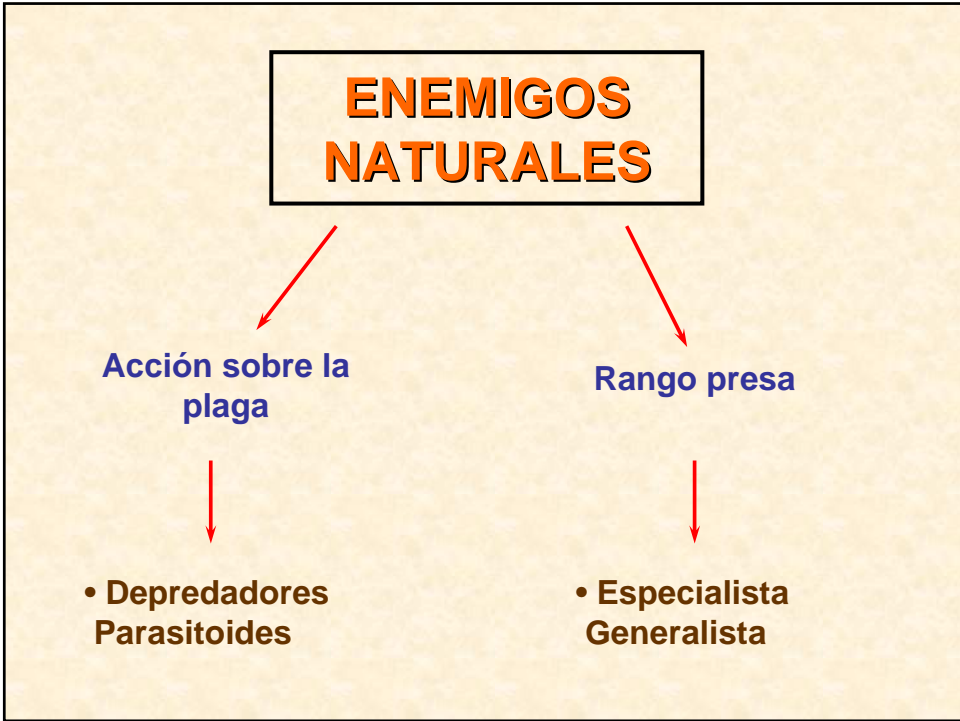 ENEMIGOS
NATURALES
Acción sobre la
plaga
Rango presa
• Depredadores
Parasitoides
• Especialista
Generalista